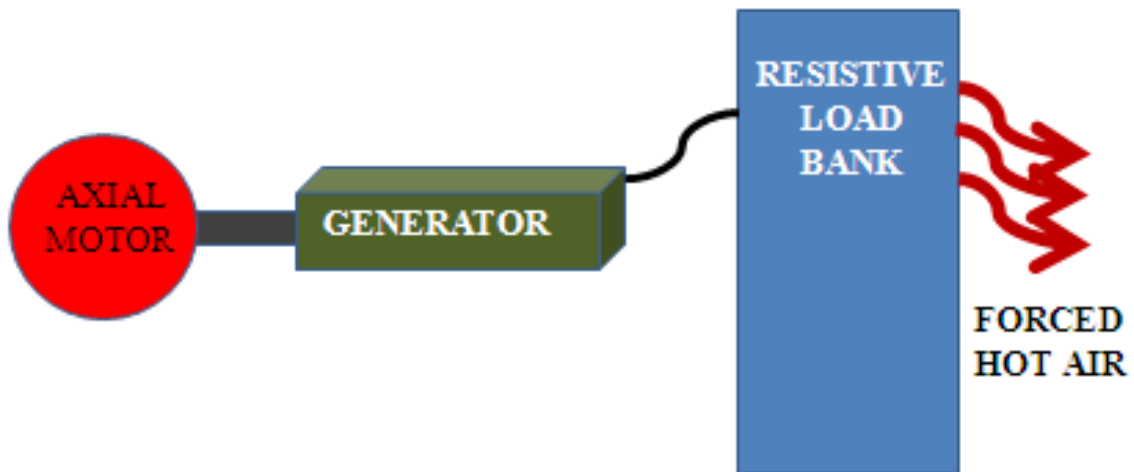 AXIAL
MOTOR
GENERATOR
RESISTIVE
LOAD
BANK
FORCED
HOT AIR